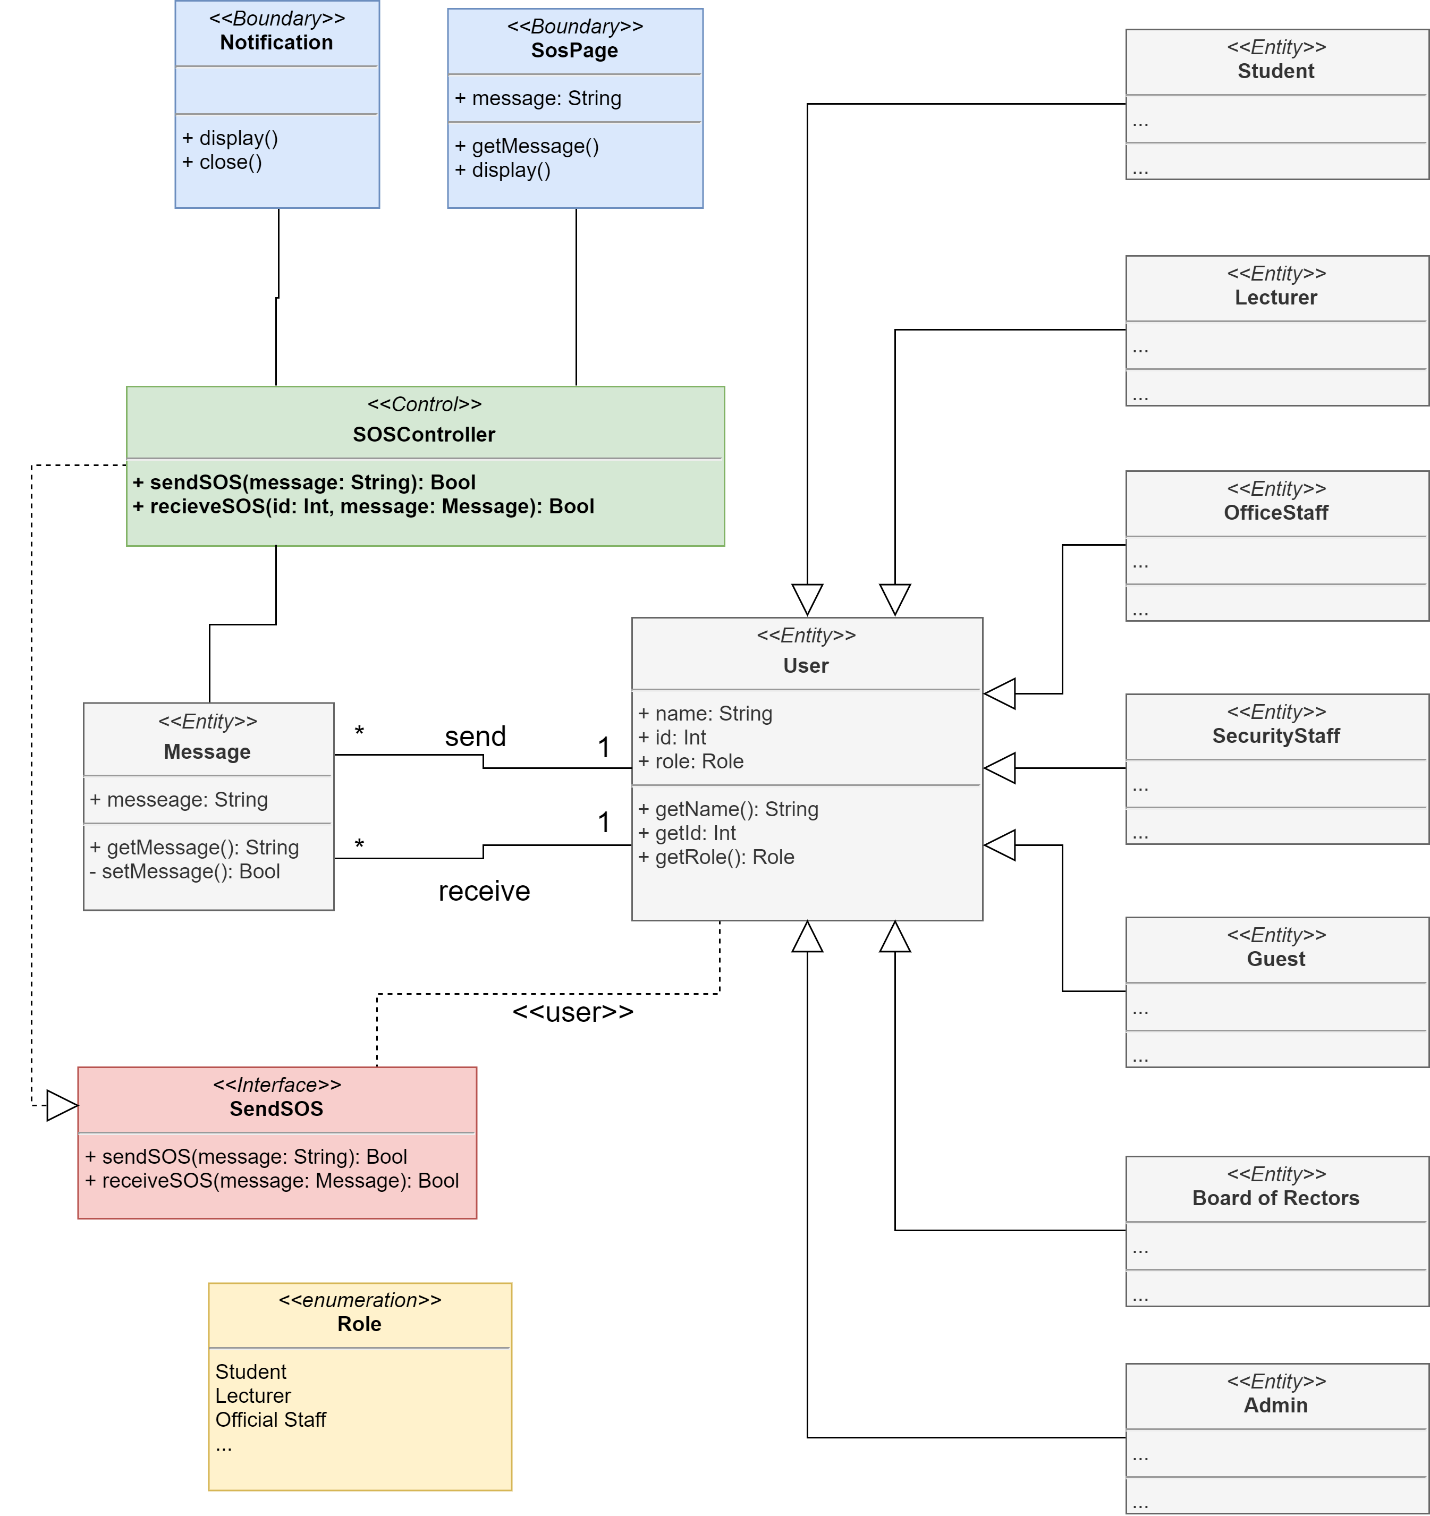 <<Boundary>>
Notification
+ display()
+ close()
<<Boundary>>
SosPage
+ message: String
+ getMessage()
+ display()
<<Entity>>
Student
...
...
<<Entity>>
Lecturer
...
...
<<Control>>
SOSController
+ sendSOS(message: String): Bool
+ recieveSOS(id: Int, message: Message): Bool
<<Entity>>
OfficeStaff
...
...
<<Entity>>
User
+ name: String
+ id: Int
+ role: Role
+ getName(): String
+ getId: Int
+ getRole(): Role
<<Entity>>
SecurityStaff
...
...
<<Entity>>
Message
+ messeage: String
+ getMessage(): String
- setMessage(): Bool
*
send
1
*
1
receive
<<Entity>>
Guest
...
...
<<user>>
<<Interface>>
SendSOS
+ sendSOS(message: String): Bool
+ receiveSOS(message: Message): Bool
<<Entity>>
Board of Rectors
...
...
<<enumeration>>
Role
Student
Lecturer
Official Staff
...
<<Entity>>
Admin
...
...